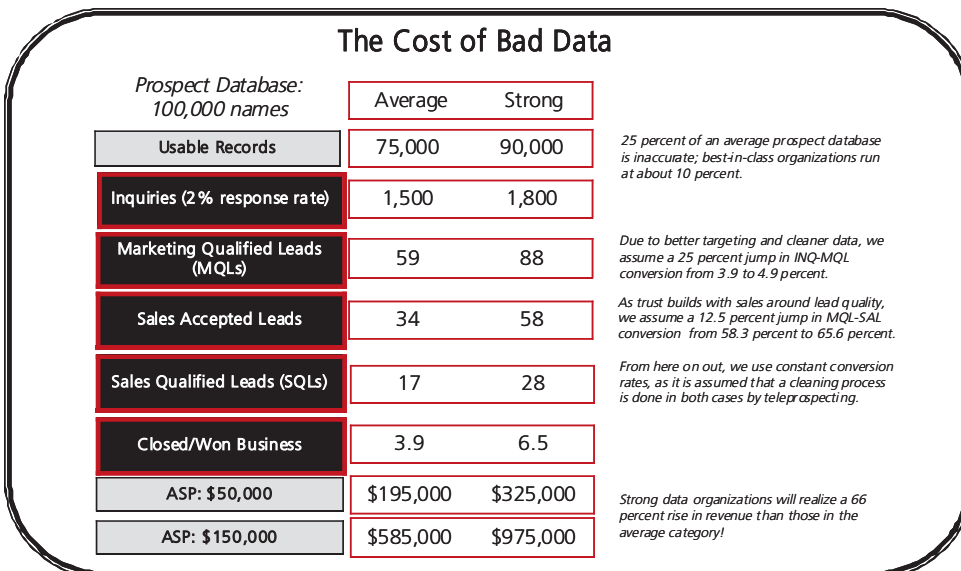 The Cost of Bad Data
Prospect Database:
100,000 names
Average Strong
Usable Records 75,000 90,000
25 percent of an average prospect database
is inaccurate; best-in-class organizations run
at about 10 percent.
Inquiries (2% response rate) 1,500 1,800
Marketing Qualified Leads
(MQLs)
59 88
Due to better targeting and cleaner data, we
assume a 25 percent jump in INQ-MQL
conversion from 3.9 to 4.9 percent.
Sales Accepted Leads 34 58
As trust builds with sales around lead quality,
we assume a 12.5 percent jump in MQL-SAL
conversion from 58.3 percent to 65.6 percent.
Sales Qualified Leads (SQLs) 17 28
From here on out, we use constant conversion
rates, as it is assumed that a cleaning process
is done in both cases by teleprospecting.
Closed/Won Business 3.9 6.5
ASP: $50,000 $195,000 $325,000
ASP: $150,000 $585,000 $975,000
Strong data organizations will realize a 66
percent rise in revenue than those in the
average category!